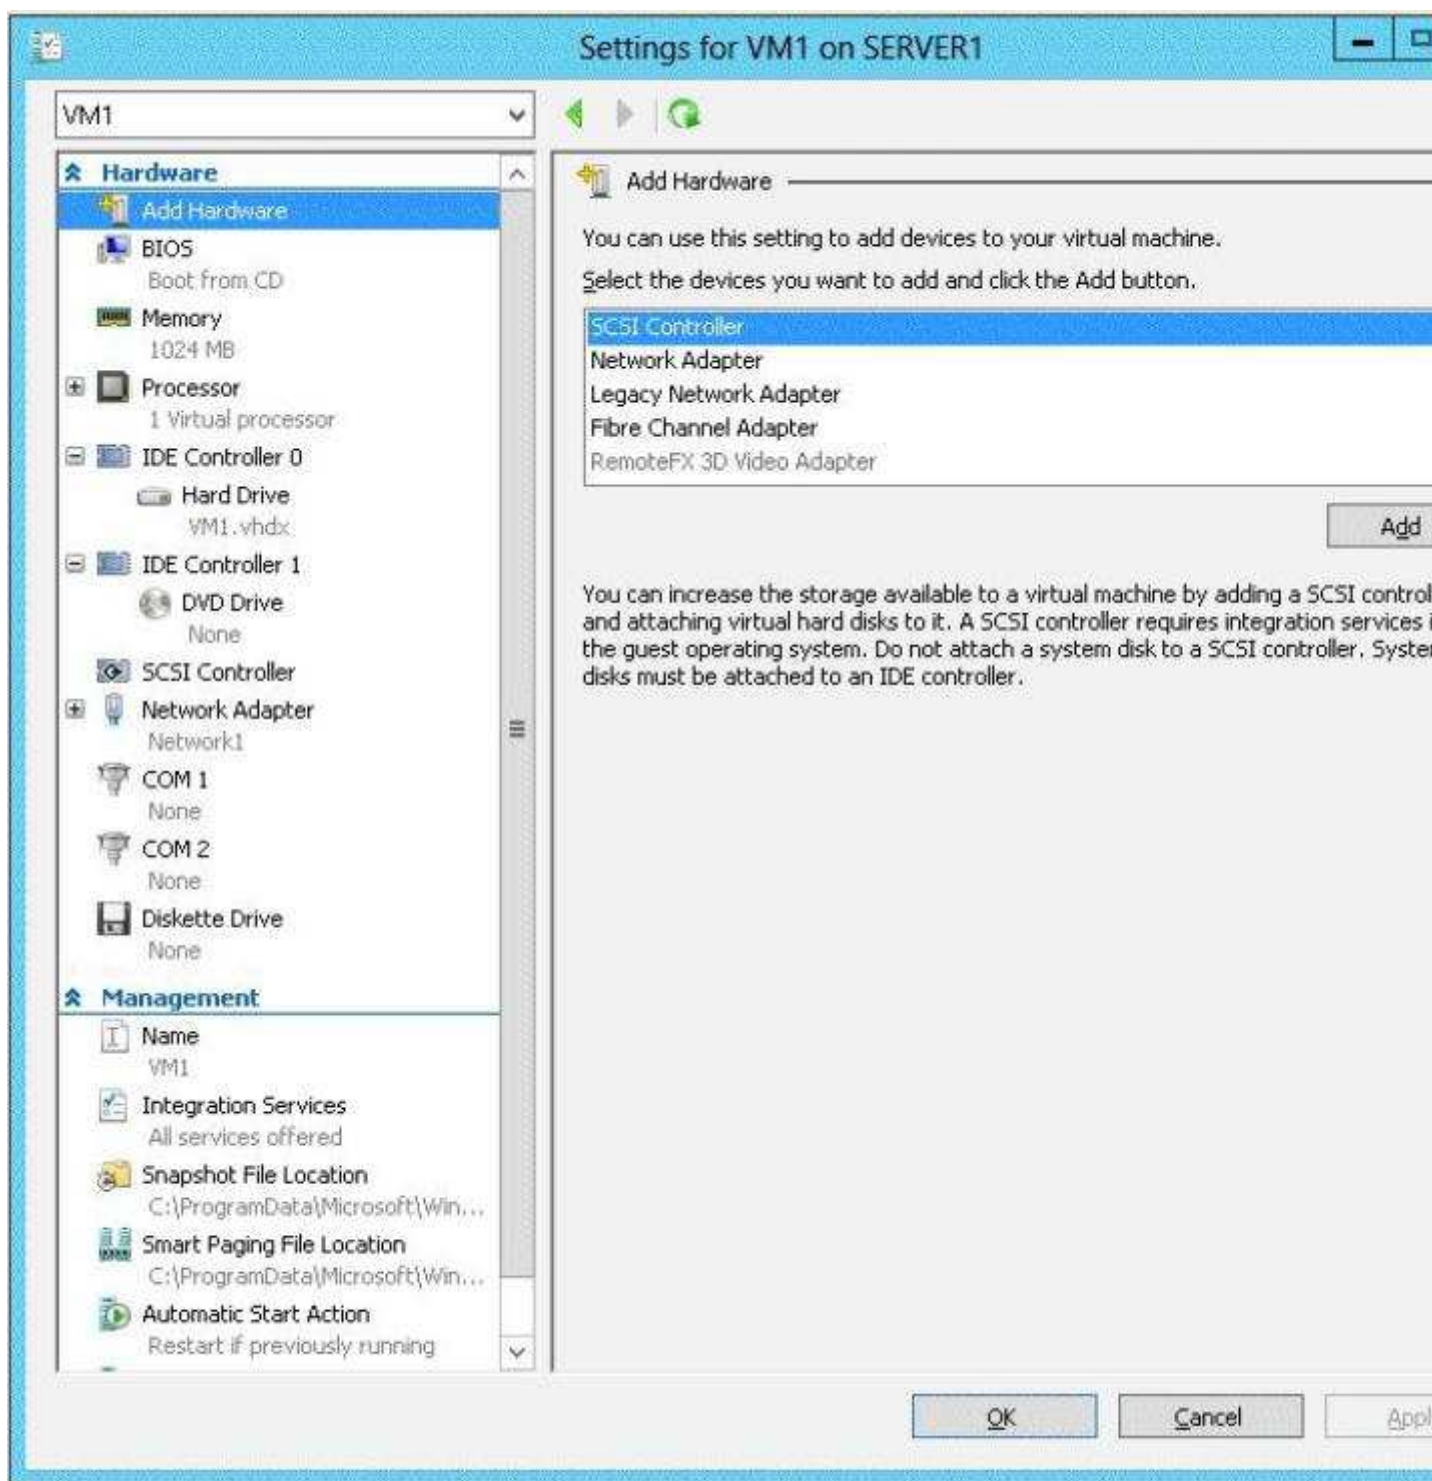 Settings for VM1 on SERVER1
VM1
Hardware
Add Hardware
BIOS
Boot from CD
Memory
1024 MB
Processor
1 Virtual processor
IDE Controller 0
Hard Drive
VM1.vhdx
IDE Controller 1
DVD Drive
None
SCSI Controller
Network Adapter
Network1
COM 1
None
COM 2
None
Diskette Drive
None
Management
Name
VM1
Integration Services
All services offered
Snapshot File Location
C:\ProgramData\Microsoft\Win...
Smart Paging File Location
C:\ProgramData\Microsoft\Win...
Automatic Start Action
Restart if previously running
Add Hardware
You can use this setting to add devices to your virtual machine.
Select the devices you want to add and click the Add button.
SCSI Controller
Network Adapter
Legacy Network Adapter
Fibre Channel Adapter
RemoteFX 3D Video Adapter
Add
You can increase the storage available to a virtual machine by adding a SCSI control
and attaching virtual hard disks to it. A SCSI controller requires integration services i
the guest operating system. Do not attach a system disk to a SCSI controller. Syste
disks must be attached to an IDE controller.
OK
Cancel
Appl